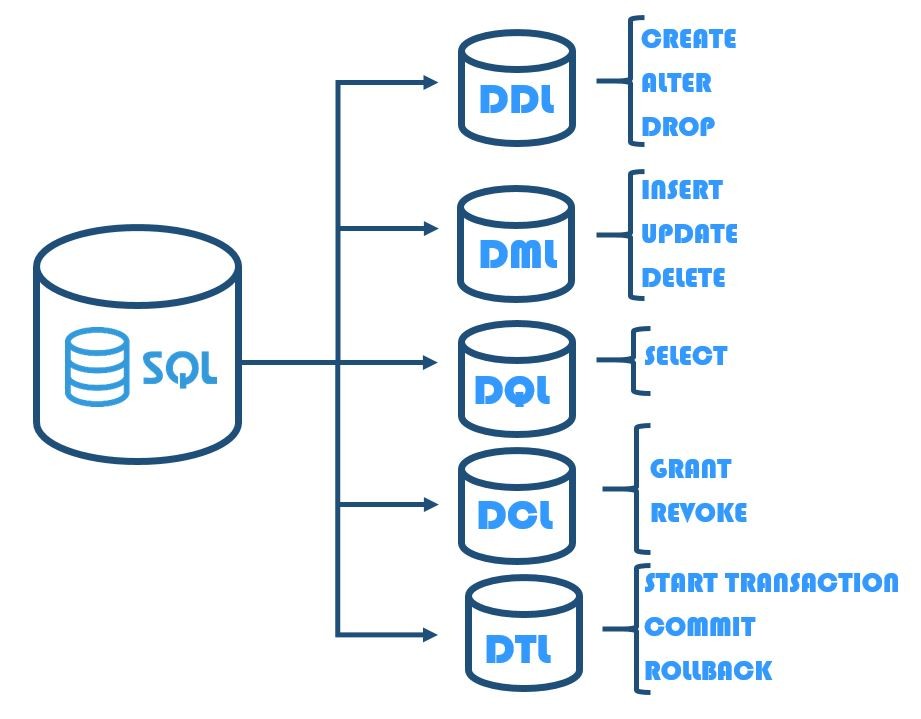 SQL
DDL
CREATE
ALTER
DROP
DML
INSERT
UPDATE
DELETE
DQL
SELECT
DCL
GRANT
REVOKE
DTL
START TRANSACTION
COMMIT
ROLLBACK